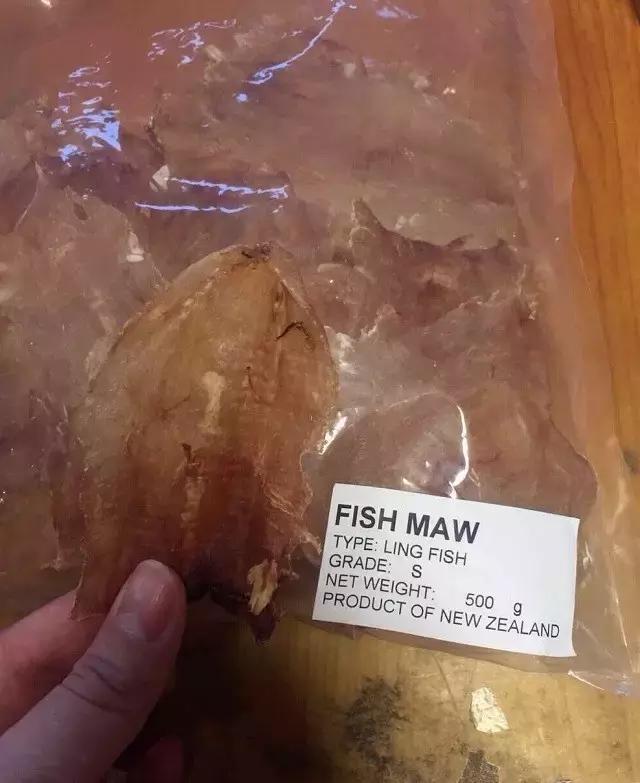 FISH MAW
TYPE: LING FISH
GRADE: S
NET WEIGHT: 500 g
PRODUCT OF NEW ZEALAND